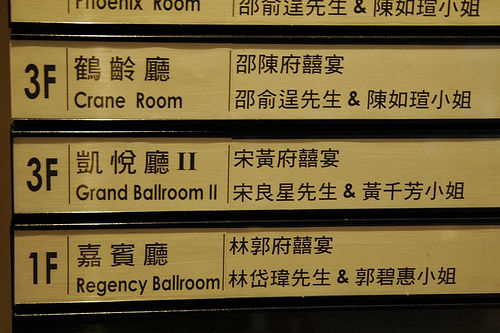 Phoenix Room 邵俞逞先生 & 陳如瑄小姐
3F 鶴齡廳 邵陳府囍宴
Crane Room 邵俞逞先生 & 陳如瑄小姐
3F 凱悅廳 II 宋黃府囍宴
Grand Ballroom II 宋良星先生 & 黃千芳小姐
1F 嘉賓廳 林郭府囍宴
Regency Ballroom 林岱瑋先生 & 郭碧惠小姐